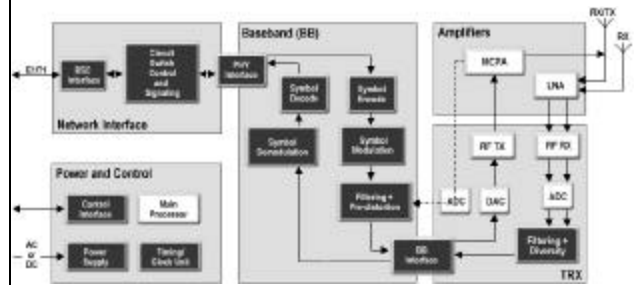 RX/TX
RX
Baseband (BB)
Amplifiers
E1/T1
BSC
Interface
Circuit
Switch
Control
and
Signaling
PHY
Interface
MCPA
LNA
Symbol
Decode
Symbol
Encode
Network Interface
Symbol
Demodulation
Symbol
Modulation
RF TX
RF RX
Power and Control
Control
Interface
Main
Processor
Filtering +
Pre-distortion
ADC
DAC
ADC
AC
or
DC
Power
Supply
Timing/
Clock Unit
BB
Interface
Filtering +
Diversity
TRX